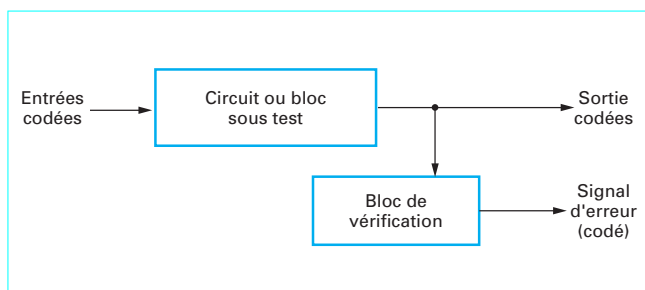 Entrées
codées
Circuit ou bloc
sous test
Sortie
codées
Bloc de
vérification
Signal
d'erreur
(codé)